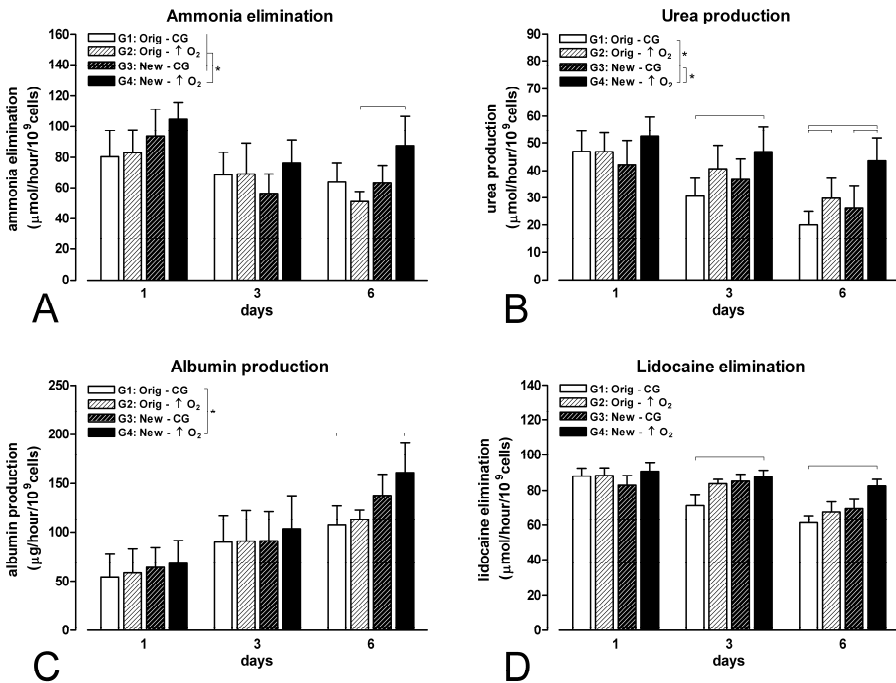 Ammonia elimination
160
140
120
100
80
60
40
20
0
ammonia elimination
(μmol/hour/10⁹cells)
G1: Orig - CG
G2: Orig - ↑ O₂
G3: New - CG
G4: New - ↑ O₂
*
1 3 6
days
A
Urea production
90
80
70
60
50
40
30
20
10
0
urea production
(μmol/hour/10⁹cells)
G1: Orig - CG
G2: Orig - ↑ O₂
G3: New - CG
G4: New - ↑ O₂
*
*
1 3 6
days
B
Albumin production
250
200
150
100
50
0
albumin production
(μg/hour/10⁹cells)
G1: Orig - CG
G2: Orig - ↑ O₂
G3: New - CG
G4: New - ↑ O₂
*
1 3 6
days
C
Lidocaine elimination
140
120
100
80
60
40
20
0
lidocaine elimination
(μmol/hour/10⁹cells)
G1: Orig - CG
G2: Orig - ↑ O₂
G3: New - CG
G4: New - ↑ O₂
1 3 6
days
D